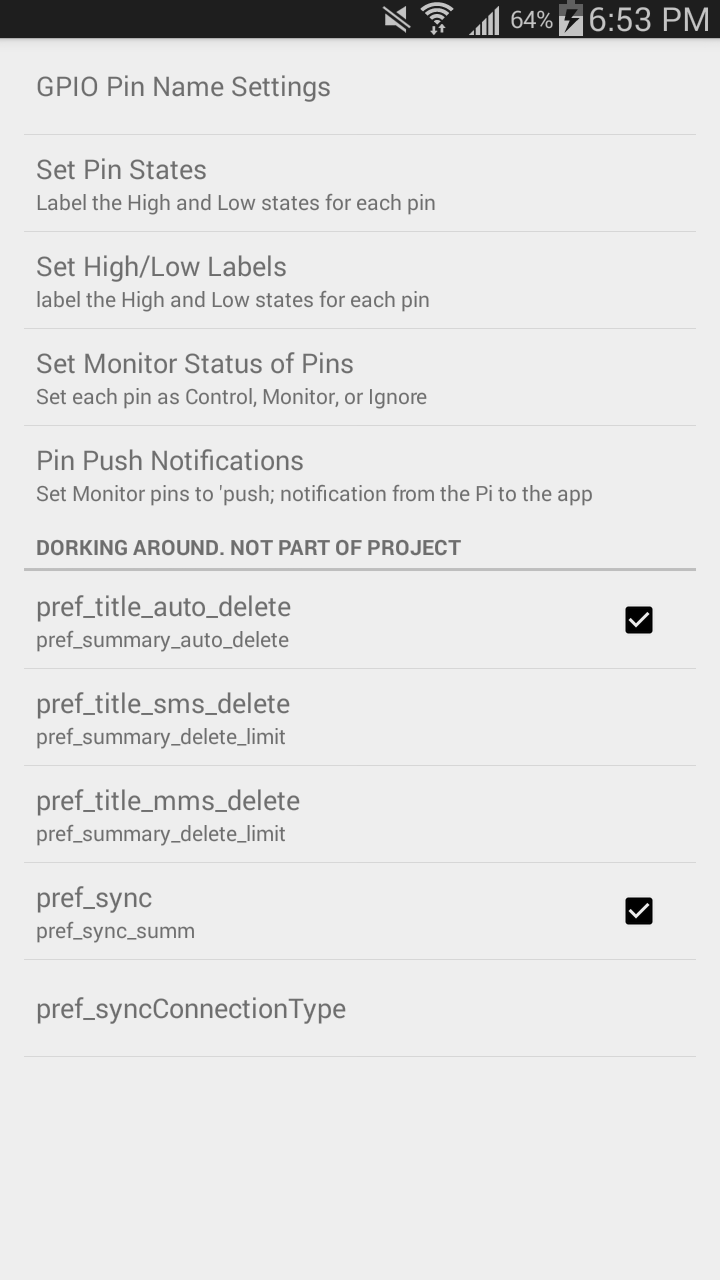 64% 6:53 PM
GPIO Pin Name Settings
Set Pin States
Label the High and Low states for each pin
Set High/Low Labels
label the High and Low states for each pin
Set Monitor Status of Pins
Set each pin as Control, Monitor, or Ignore
Pin Push Notifications
Set Monitor pins to 'push; notification from the Pi to the app
DORKING AROUND. NOT PART OF PROJECT
pref_title_auto_delete
pref_summary_auto_delete
pref_title_sms_delete
pref_summary_delete_limit
pref_title_mms_delete
pref_summary_delete_limit
pref_sync
pref_sync_summ
pref_syncConnectionType